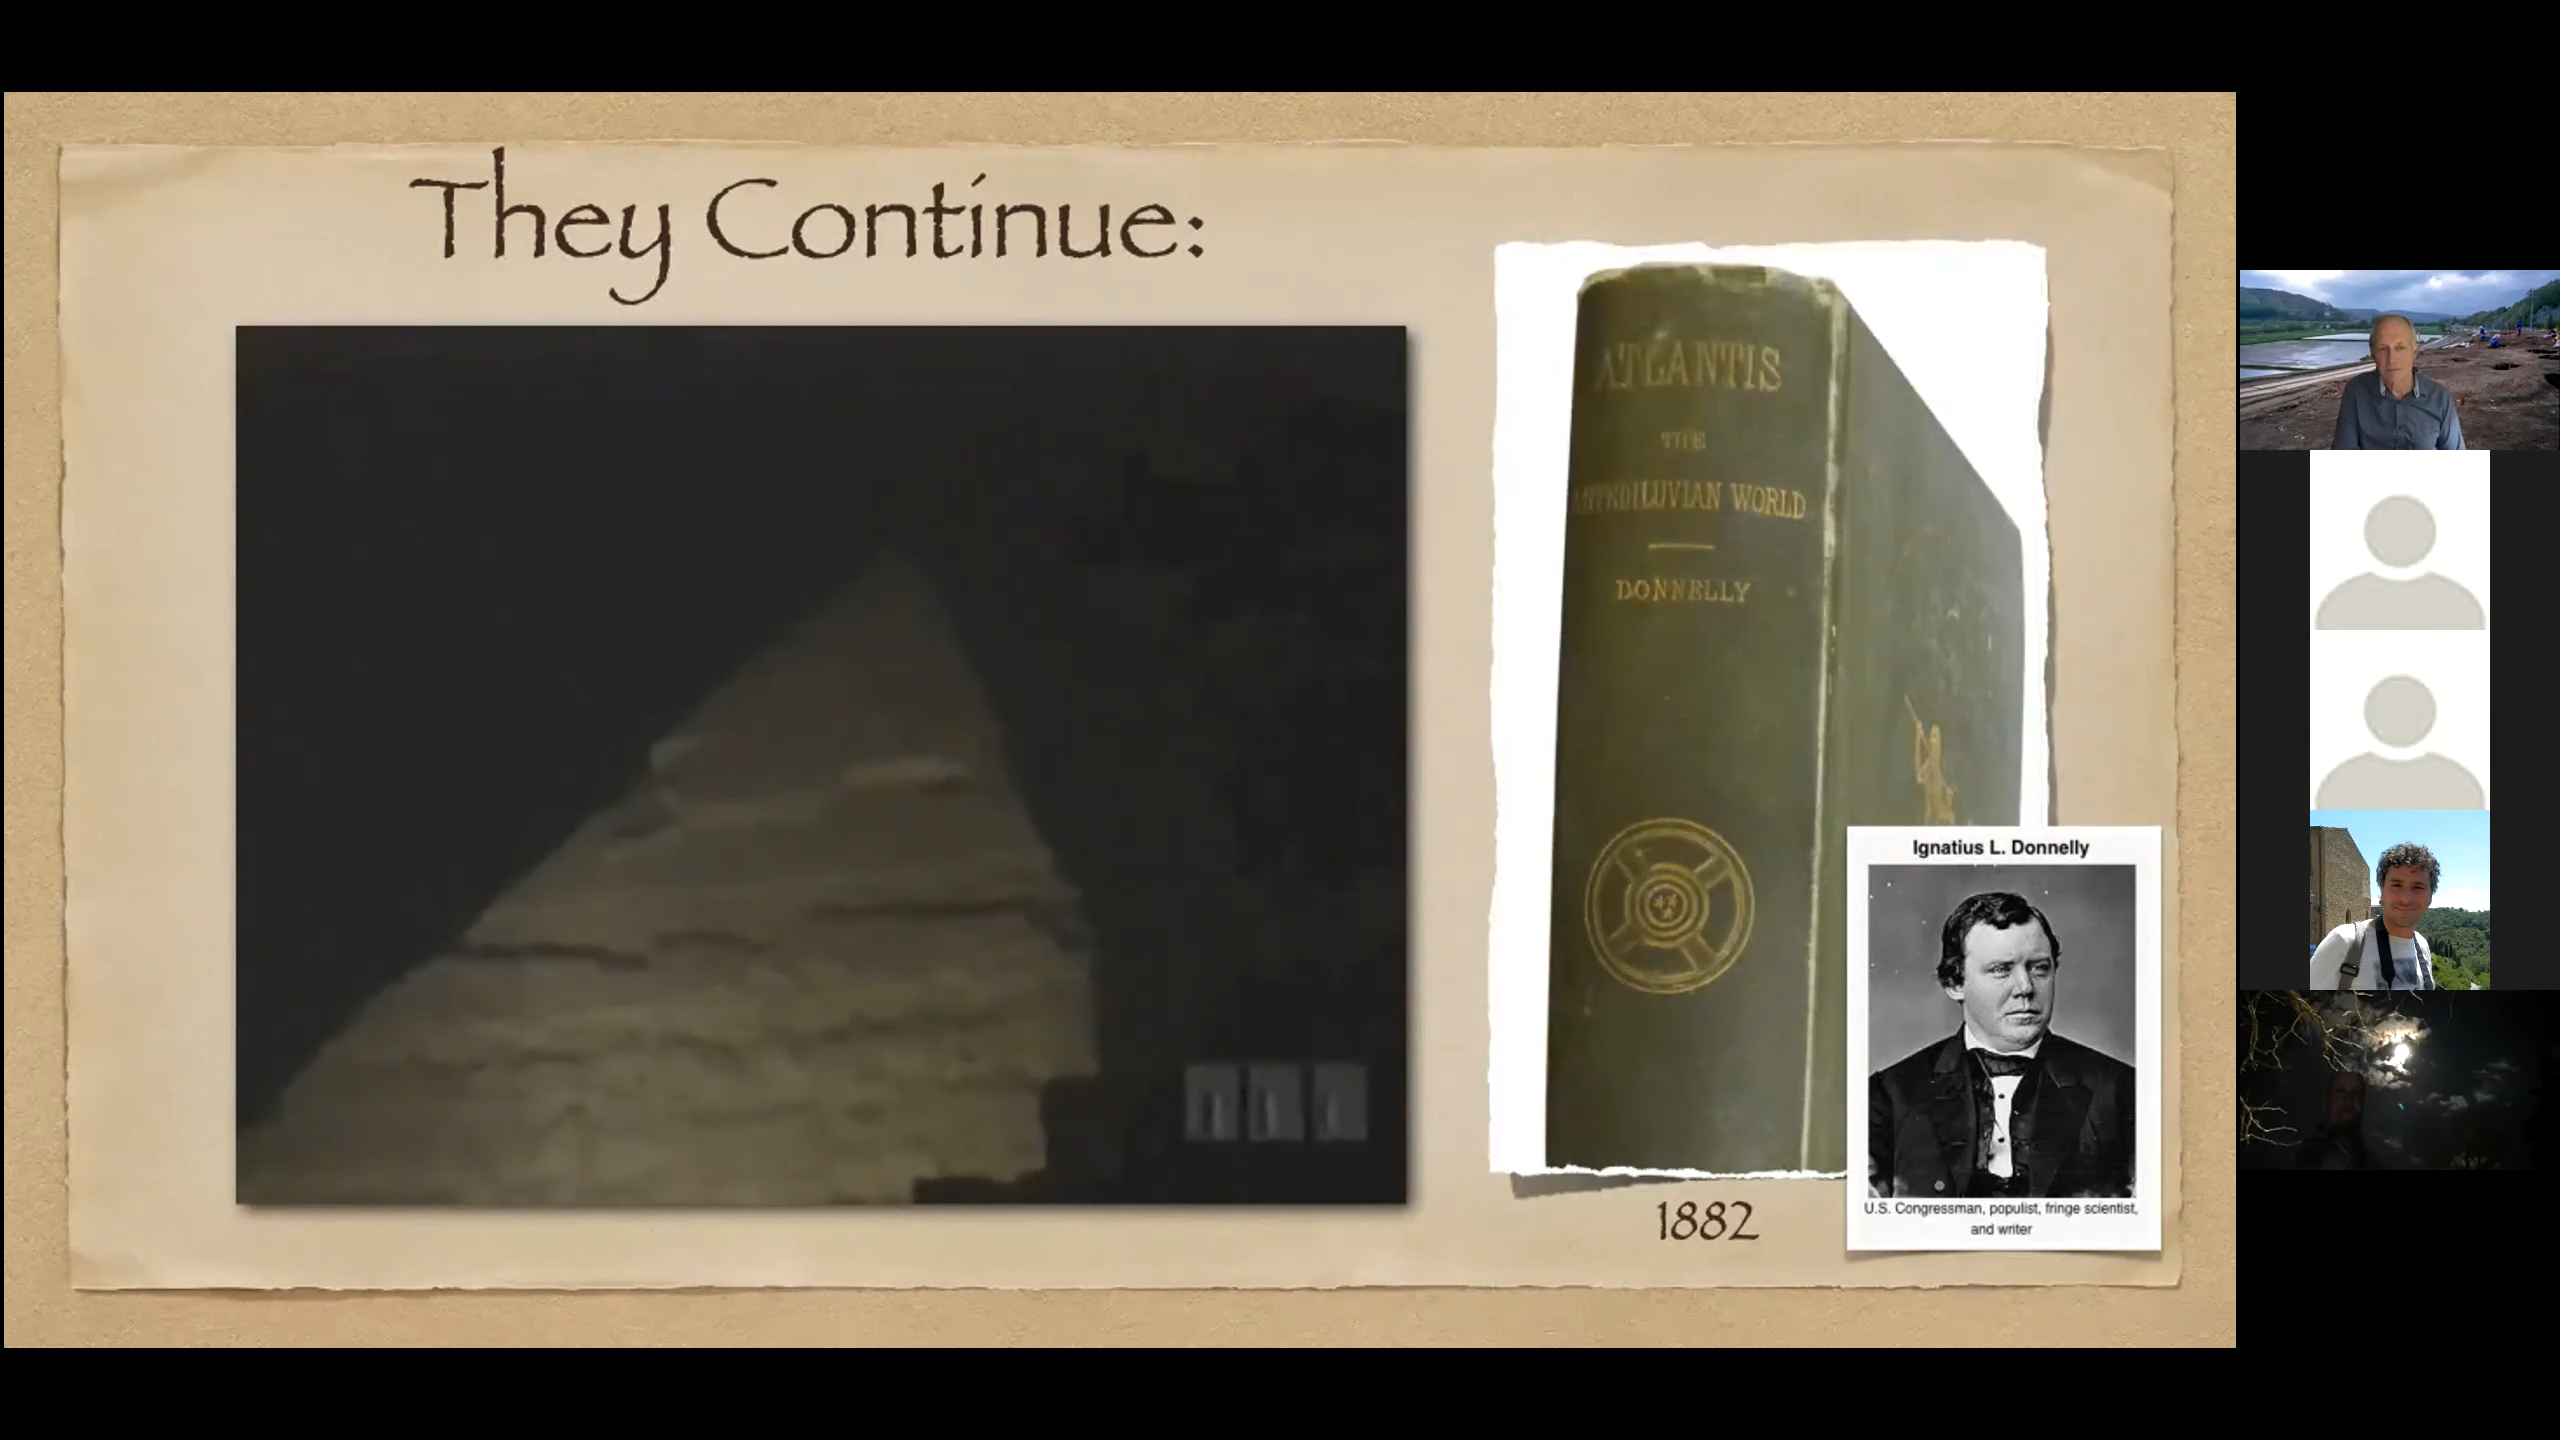 They Continue:
ATLANTIS
THE
ANTEDILUVIAN WORLD
DONNELLY
1882
Ignatius L. Donnelly
U.S. Congressman, populist, fringe scientist,
and writer